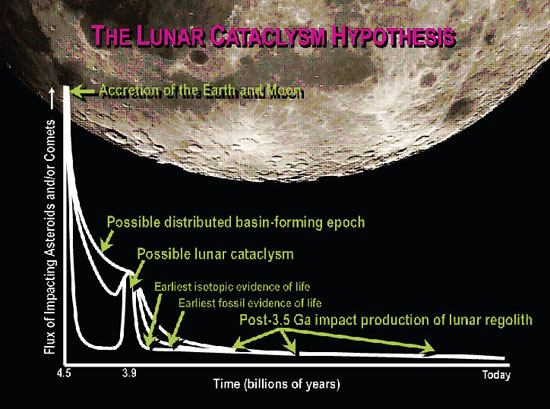 THE LUNAR CATACLYSM HYPOTHESIS
Accretion of the Earth and Moon
Flux of Impacting Asteroids and/or Comets
Possible distributed basin-forming epoch
Possible lunar cataclysm
Earliest isotopic evidence of life
Earliest fossil evidence of life
Post-3.5 Ga impact production of lunar regolith
4.5
3.9
Today
Time (billions of years)